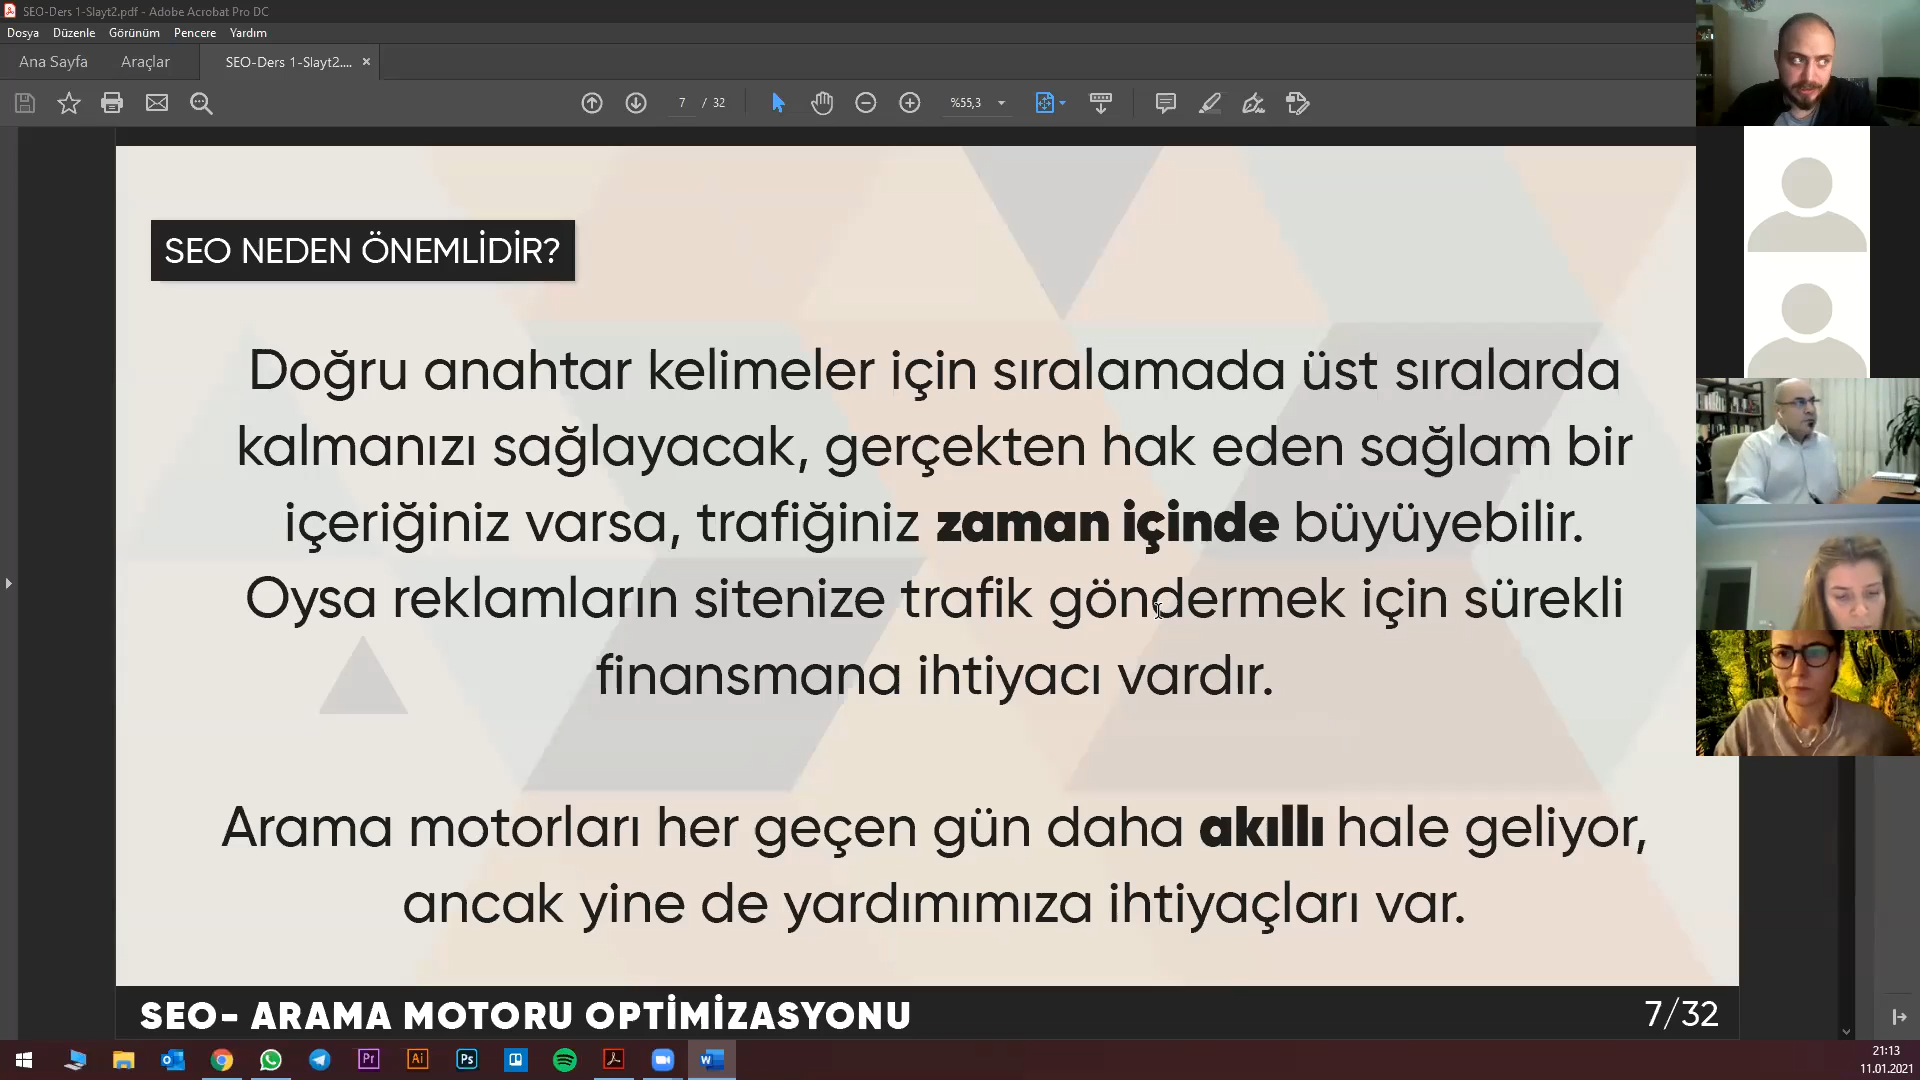 SEO-Ders 1-Slayt2.pdf - Adobe Acrobat Pro DC
Dosya Düzenle Görünüm Pencere Yardım
Ana Sayfa Araçlar SEO-Ders 1-Slayt2.... ×
7 / 32 %55,3
SEO NEDEN ÖNEMLİDİR?
Doğru anahtar kelimeler için sıralamada üst sıralarda
kalmanızı sağlayacak, gerçekten hak eden sağlam bir
içeriğiniz varsa, trafiğiniz zaman içinde büyüyebilir.
Oysa reklamların sitenize trafik göndermek için sürekli
finansmana ihtiyacı vardır.
Arama motorları her geçen gün daha akıllı hale geliyor,
ancak yine de yardımımıza ihtiyaçları var.
SEO- ARAMA MOTORU OPTİMİZASYONU 7/32
Pr Ai Ps w
21:13
11.01.2021